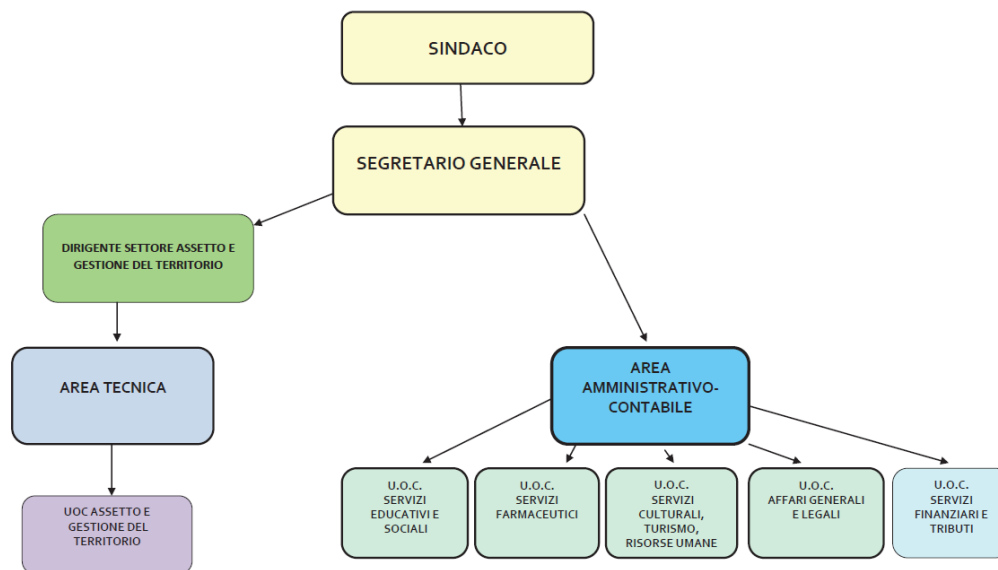 SINDACO
SEGRETARIO GENERALE
DIRIGENTE SETTORE ASSETTO E
GESTIONE DEL TERRITORIO
AREA TECNICA
AREA
AMMINISTRATIVO-
CONTABILE
UOC ASSETTO E
GESTIONE DEL
TERRITORIO
U.O.C.
SERVIZI
EDUCATIVI E
SOCIALI
U.O.C.
SERVIZI
FARMACEUTICI
U.O.C.
SERVIZI
CULTURALI,
TURISMO,
RISORSE UMANE
U.O.C.
AFFARI GENERALI
E LEGALI
U.O.C.
SERVIZI
FINANZIARI E
TRIBUTI